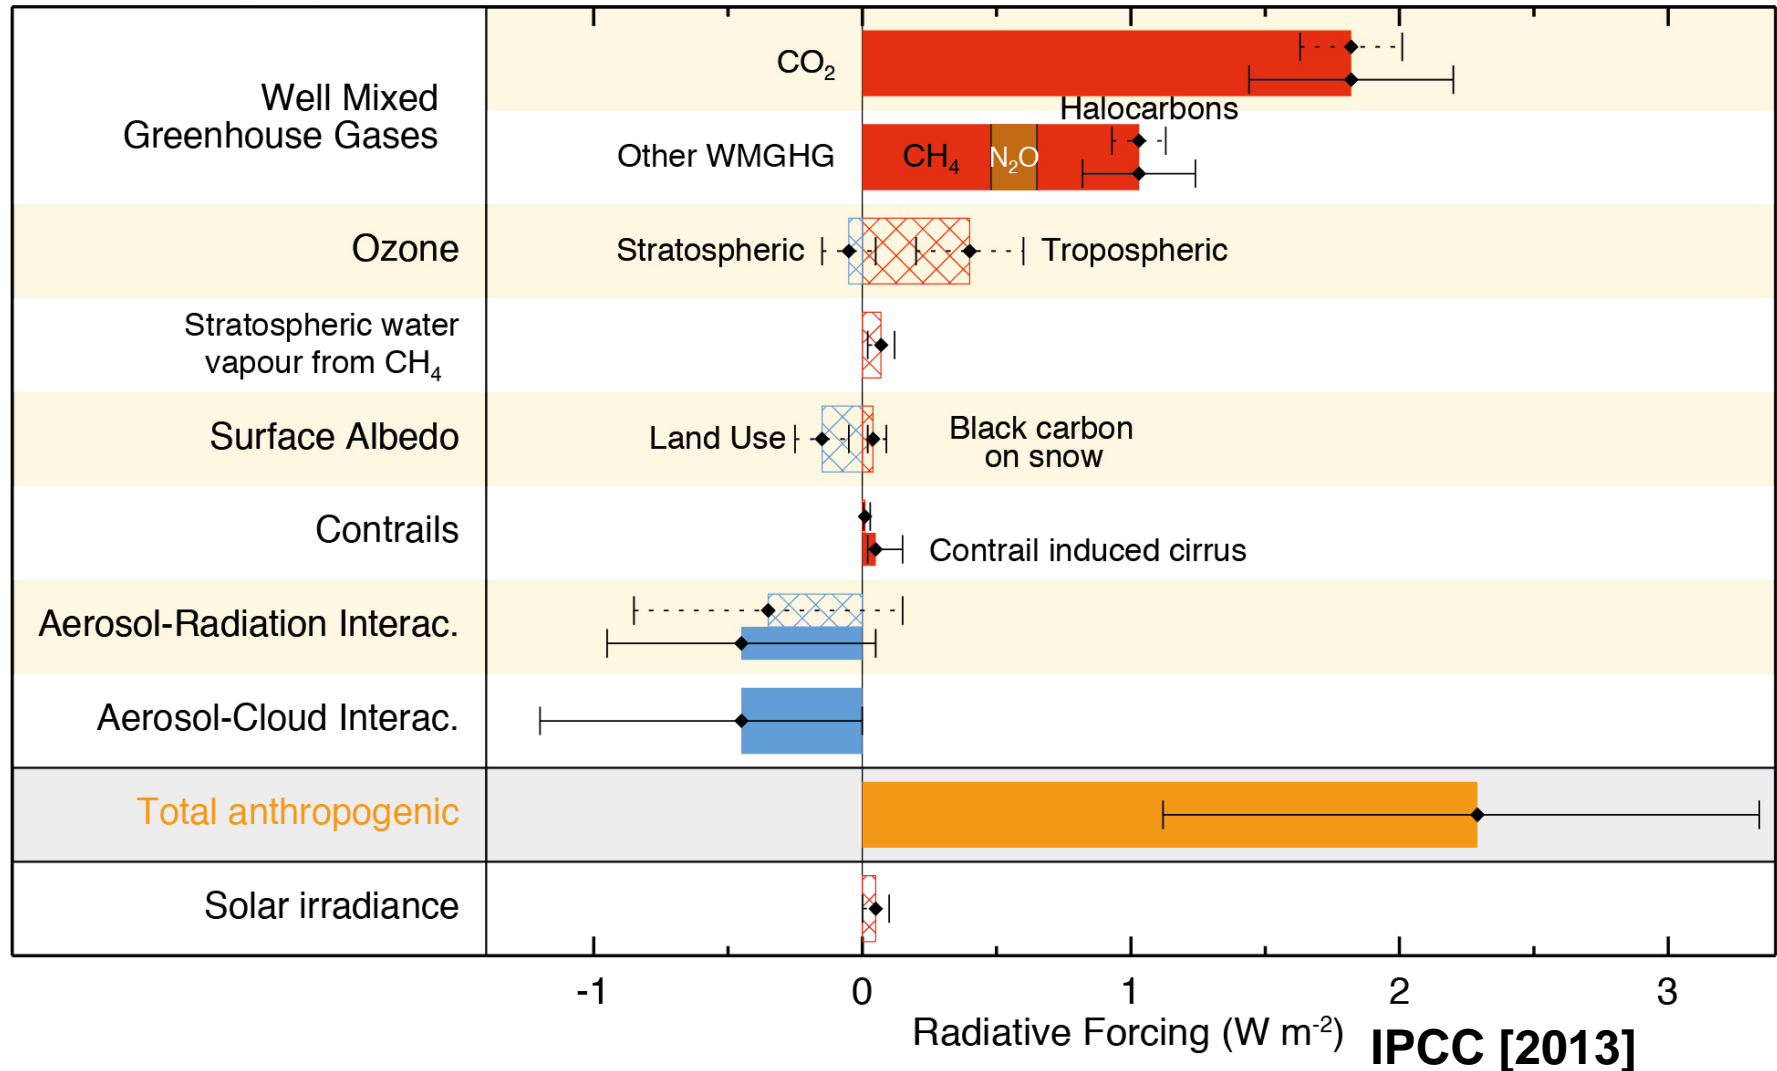 Well Mixed
Greenhouse Gases
CO₂
Halocarbons
Other WMGHG
CH₄
N₂O
Ozone
Stratospheric
Tropospheric
Stratospheric water
vapour from CH₄
Surface Albedo
Land Use
Black carbon
on snow
Contrails
Contrail induced cirrus
Aerosol-Radiation Interac.
Aerosol-Cloud Interac.
Total anthropogenic
Solar irradiance
-1 0 1 2 3
Radiative Forcing (W m⁻²)
IPCC [2013]